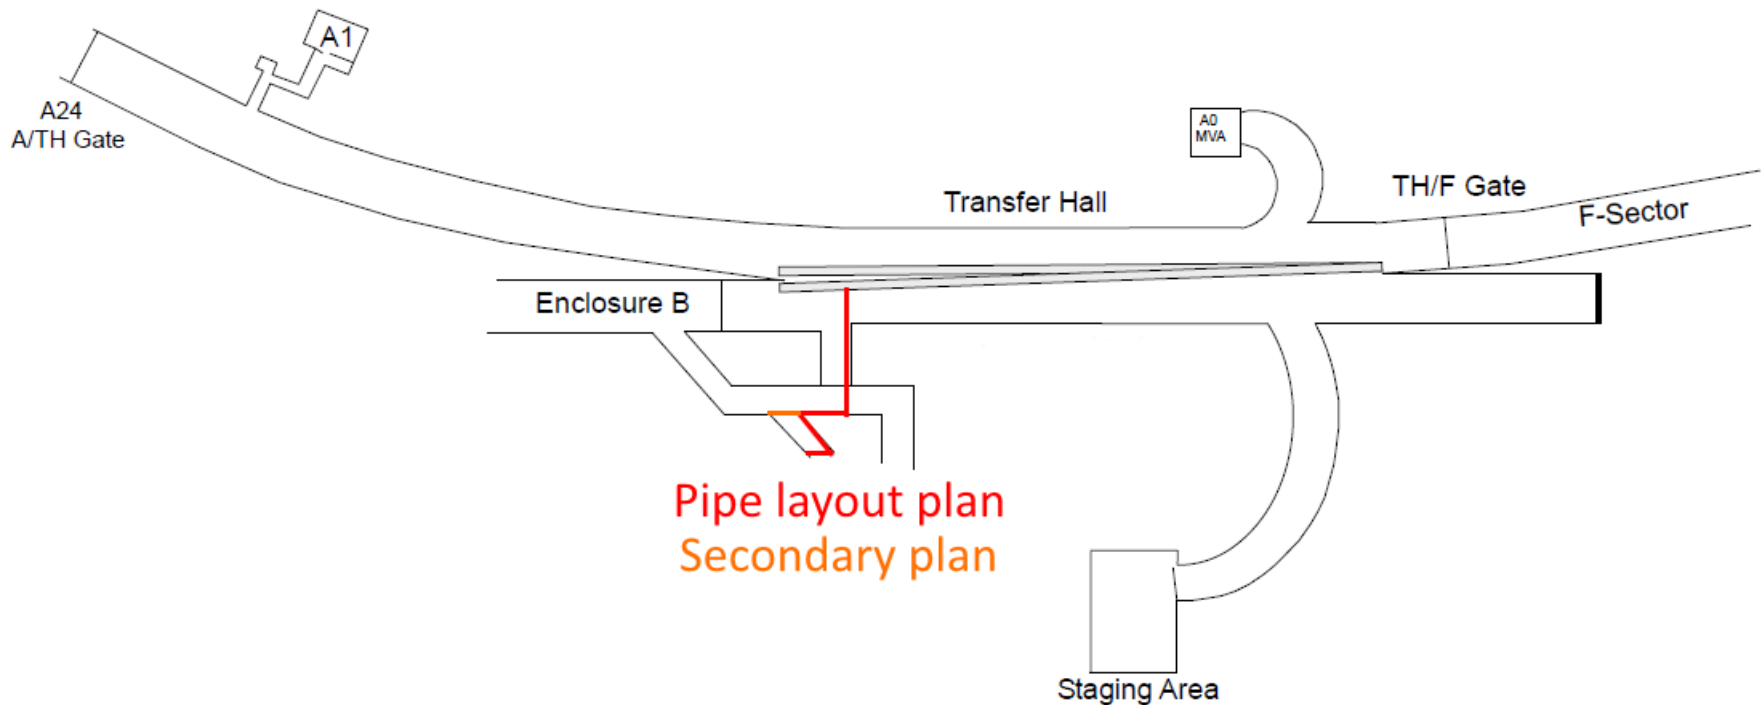 A1
A24
A/TH Gate
A0
MVA
Transfer Hall
TH/F Gate
F-Sector
Enclosure B
Pipe layout plan
Secondary plan
Staging Area